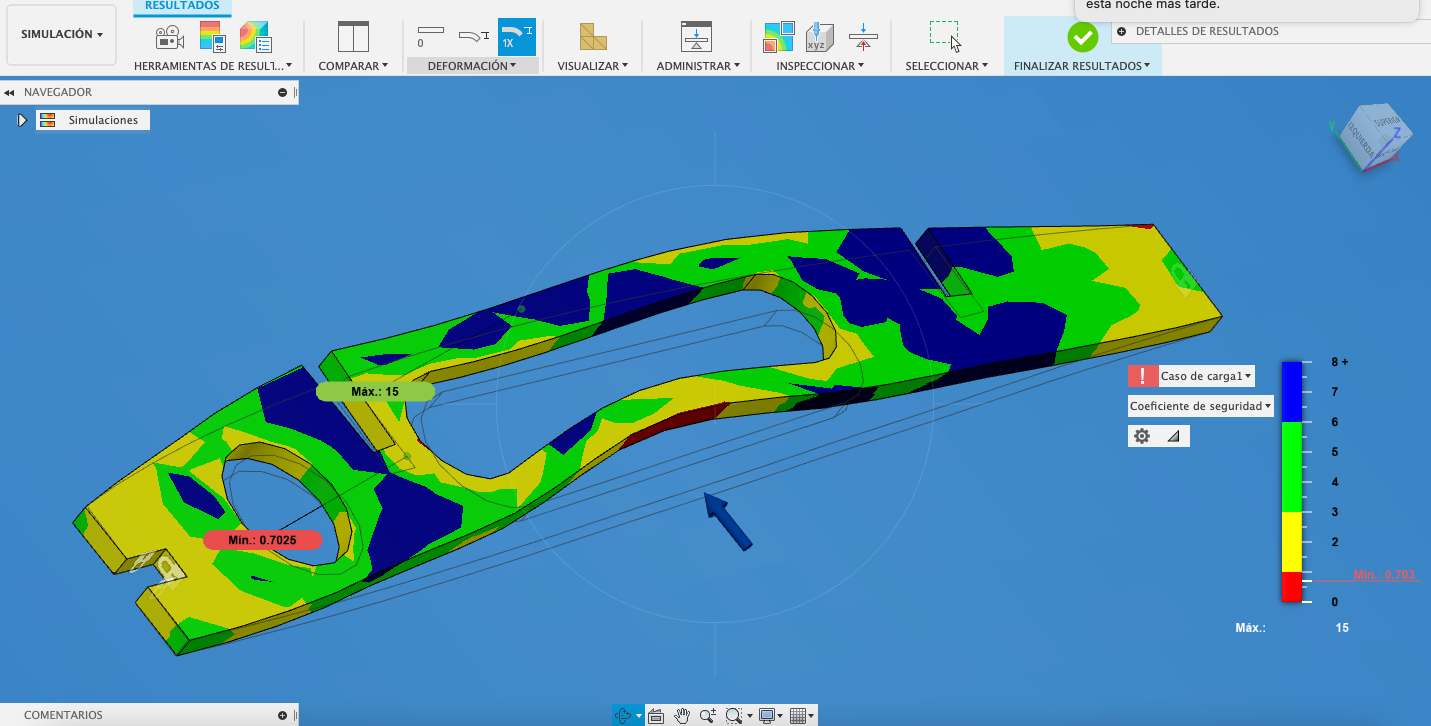 esta noche más tarde.
RESULTADOS
SIMULACIÓN
0
1X
xyz
HERRAMIENTAS DE RESULT...
COMPARAR
DEFORMACIÓN
VISUALIZAR
ADMINISTRAR
INSPECCIONAR
SELECCIONAR
FINALIZAR RESULTADOS
DETALLES DE RESULTADOS
NAVEGADOR
Simulaciones
SUPERIOR
IZQUIERDA
Y
Z
X
Máx.: 15
Mín.: 0.7025
Caso de carga1
Coeficiente de seguridad
8 +
7
6
5
4
3
2
Mín.: 0.703
0
Máx.: 15
COMENTARIOS